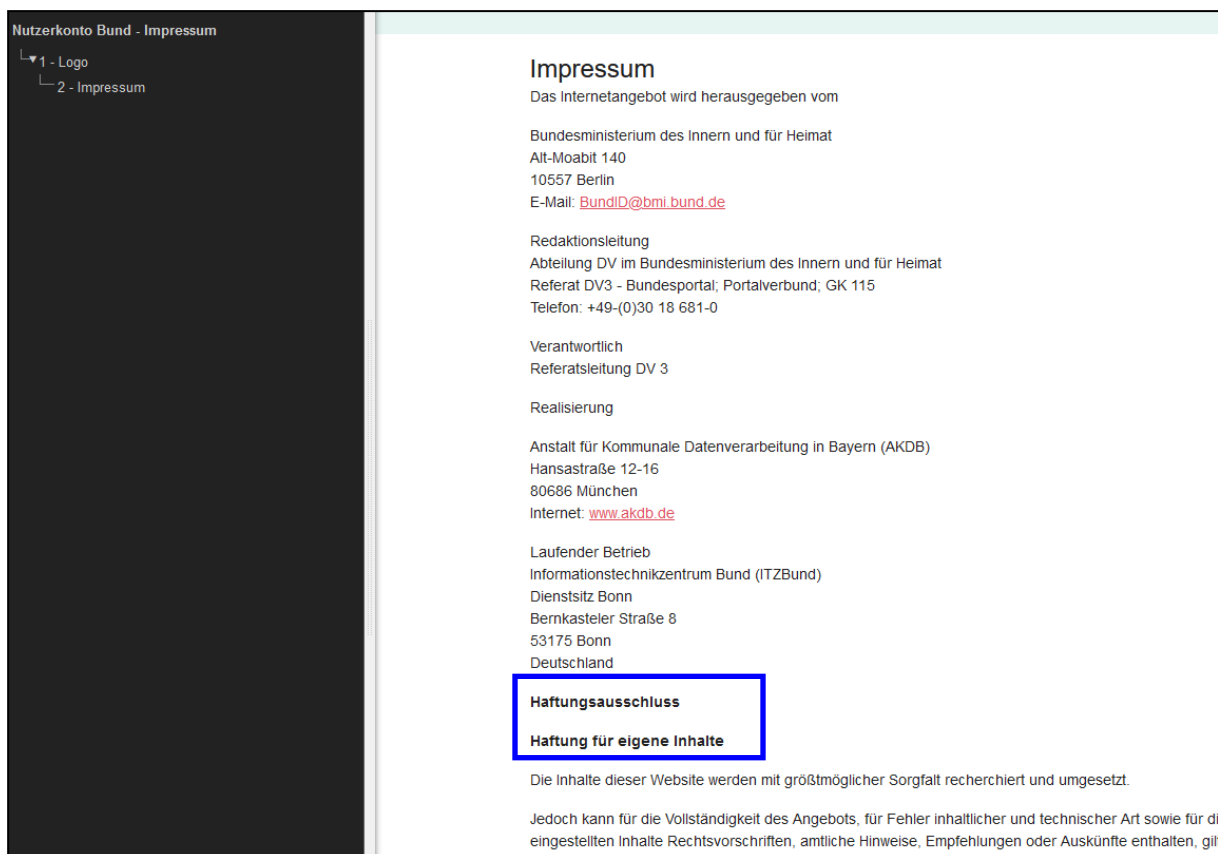 Nutzerkonto Bund - Impressum
1 - Logo
2 - Impressum
Impressum
Das Internetangebot wird herausgegeben vom
Bundesministerium des Innern und für Heimat
Alt-Moabit 140
10557 Berlin
E-Mail: BundID@bmi.bund.de
Redaktionsleitung
Abteilung DV im Bundesministerium des Innern und für Heimat
Referat DV3 - Bundesportal; Portalverbund; GK 115
Telefon: +49-(0)30 18 681-0
Verantwortlich
Referatsleitung DV 3
Realisierung
Anstalt für Kommunale Datenverarbeitung in Bayern (AKDB)
Hansastraße 12-16
80686 München
Internet: www.akdb.de
Laufender Betrieb
Informationstechnikzentrum Bund (ITZBund)
Dienstsitz Bonn
Bernkasteler Straße 8
53175 Bonn
Deutschland
Haftungsausschluss
Haftung für eigene Inhalte
Die Inhalte dieser Website werden mit größtmöglicher Sorgfalt recherchiert und umgesetzt.
Jedoch kann für die Vollständigkeit des Angebots, für Fehler inhaltlicher und technischer Art sowie für
eingestellten Inhalte Rechtsvorschriften, amtliche Hinweise, Empfehlungen oder Auskünfte enthalten,